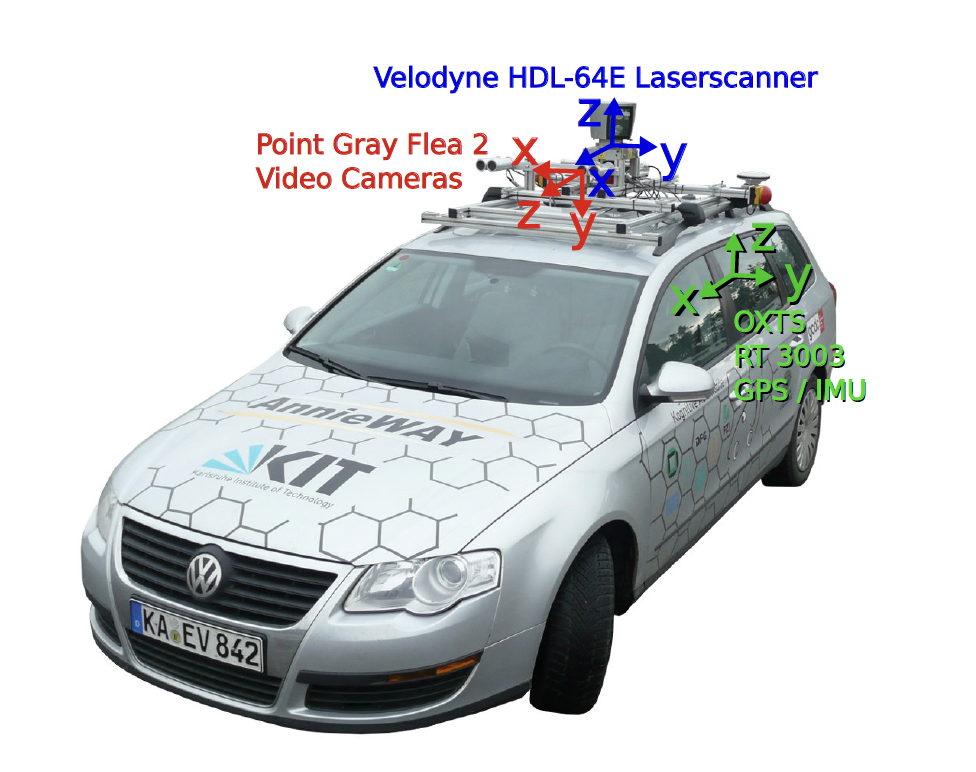 Velodyne HDL-64E Laserscanner
z
y
x
Point Gray Flea 2
Video Cameras
x
z
y
z
y
x
OXTS
RT 3003
GPS / IMU
AnnieWAY
KIT
Karlsruhe Institute of Technology
KA EV 842
D